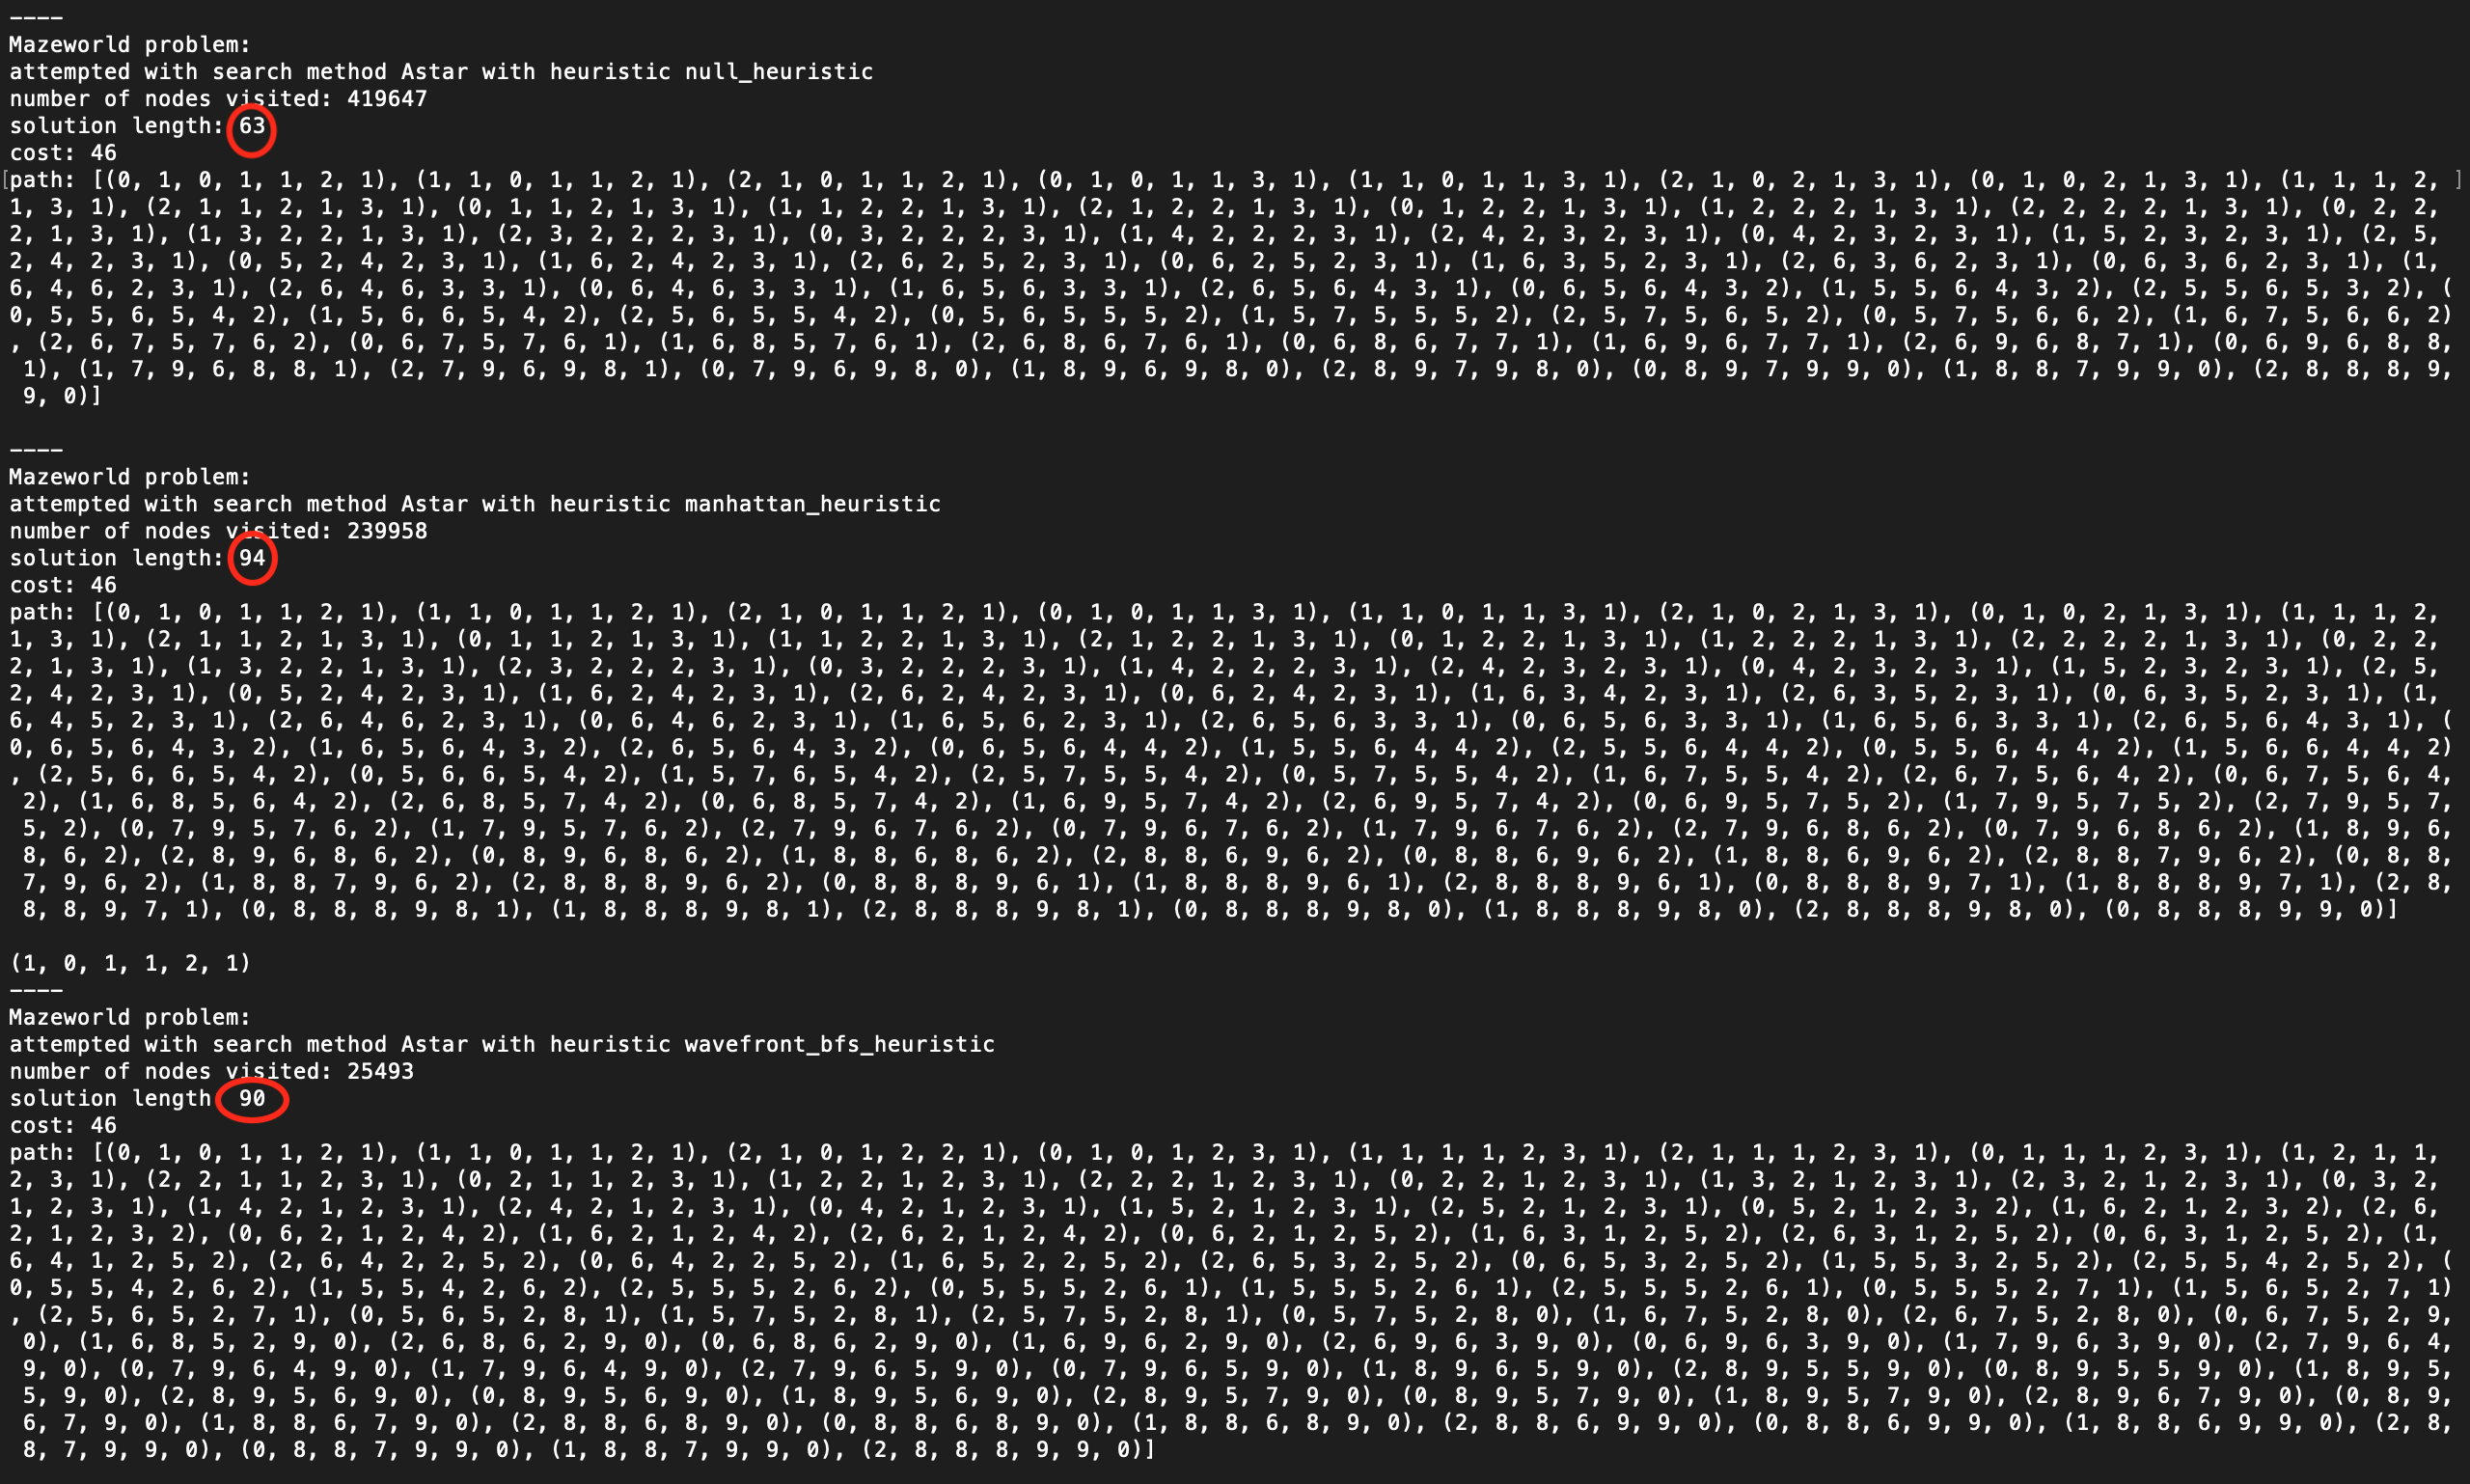 ----
Mazeworld problem:
attempted with search method Astar with heuristic null_heuristic
number of nodes visited: 419647
solution length: 63
cost: 46
[path: [(0, 1, 0, 1, 1, 2, 1), (1, 1, 0, 1, 1, 2, 1), (2, 1, 0, 1, 1, 2, 1), (0, 1, 0, 1, 1, 3, 1), (1, 1, 0, 1, 1, 3, 1), (2, 1, 0, 2, 1, 3, 1), (0, 1, 0, 2, 1, 3, 1), (1, 1, 1, 2, ]
1, 3, 1), (2, 1, 1, 2, 1, 3, 1), (0, 1, 1, 2, 1, 3, 1), (1, 1, 2, 2, 1, 3, 1), (2, 1, 2, 2, 1, 3, 1), (0, 1, 2, 2, 1, 3, 1), (1, 2, 2, 2, 1, 3, 1), (2, 2, 2, 2, 1, 3, 1), (0, 2, 2,
2, 1, 3, 1), (1, 3, 2, 2, 1, 3, 1), (2, 3, 2, 2, 2, 3, 1), (0, 3, 2, 2, 2, 3, 1), (1, 4, 2, 2, 2, 3, 1), (2, 4, 2, 3, 2, 3, 1), (0, 4, 2, 3, 2, 3, 1), (1, 5, 2, 3, 2, 3, 1), (2, 5,
2, 4, 2, 3, 1), (0, 5, 2, 4, 2, 3, 1), (1, 6, 2, 4, 2, 3, 1), (2, 6, 2, 5, 2, 3, 1), (0, 6, 2, 5, 2, 3, 1), (1, 6, 3, 5, 2, 3, 1), (2, 6, 3, 6, 2, 3, 1), (0, 6, 3, 6, 2, 3, 1), (1,
6, 4, 6, 2, 3, 1), (2, 6, 4, 6, 3, 3, 1), (0, 6, 4, 6, 3, 3, 1), (1, 6, 5, 6, 3, 3, 1), (2, 6, 5, 6, 4, 3, 1), (0, 6, 5, 6, 4, 3, 2), (1, 5, 5, 6, 4, 3, 2), (2, 5, 5, 6, 5, 3, 2), (
0, 5, 5, 6, 5, 4, 2), (1, 5, 6, 6, 5, 4, 2), (2, 5, 6, 5, 5, 4, 2), (0, 5, 6, 5, 5, 5, 2), (1, 5, 7, 5, 5, 5, 2), (2, 5, 7, 5, 6, 5, 2), (0, 5, 7, 5, 6, 6, 2), (1, 6, 7, 5, 6, 6, 2)
, (2, 6, 7, 5, 7, 6, 2), (0, 6, 7, 5, 7, 6, 1), (1, 6, 8, 5, 7, 6, 1), (2, 6, 8, 6, 7, 6, 1), (0, 6, 8, 6, 7, 7, 1), (1, 6, 9, 6, 7, 7, 1), (2, 6, 9, 6, 8, 7, 1), (0, 6, 9, 6, 8, 8,
1), (1, 7, 9, 6, 8, 8, 1), (2, 7, 9, 6, 9, 8, 1), (0, 7, 9, 6, 9, 8, 0), (1, 8, 9, 6, 9, 8, 0), (2, 8, 9, 7, 9, 8, 0), (0, 8, 9, 7, 9, 9, 0), (1, 8, 8, 7, 9, 9, 0), (2, 8, 8, 8, 9,
9, 0)]
----
Mazeworld problem:
attempted with search method Astar with heuristic manhattan_heuristic
number of nodes visited: 239958
solution length: 94
cost: 46
path: [(0, 1, 0, 1, 1, 2, 1), (1, 1, 0, 1, 1, 2, 1), (2, 1, 0, 1, 1, 2, 1), (0, 1, 0, 1, 1, 3, 1), (1, 1, 0, 1, 1, 3, 1), (2, 1, 0, 2, 1, 3, 1), (0, 1, 0, 2, 1, 3, 1), (1, 1, 1, 2,
1, 3, 1), (2, 1, 1, 2, 1, 3, 1), (0, 1, 1, 2, 1, 3, 1), (1, 1, 2, 2, 1, 3, 1), (2, 1, 2, 2, 1, 3, 1), (0, 1, 2, 2, 1, 3, 1), (1, 2, 2, 2, 1, 3, 1), (2, 2, 2, 2, 1, 3, 1), (0, 2, 2,
2, 1, 3, 1), (1, 3, 2, 2, 1, 3, 1), (2, 3, 2, 2, 2, 3, 1), (0, 3, 2, 2, 2, 3, 1), (1, 4, 2, 2, 2, 3, 1), (2, 4, 2, 3, 2, 3, 1), (0, 4, 2, 3, 2, 3, 1), (1, 5, 2, 3, 2, 3, 1), (2, 5,
2, 4, 2, 3, 1), (0, 5, 2, 4, 2, 3, 1), (1, 6, 2, 4, 2, 3, 1), (2, 6, 2, 4, 2, 3, 1), (0, 6, 2, 4, 2, 3, 1), (1, 6, 3, 4, 2, 3, 1), (2, 6, 3, 5, 2, 3, 1), (0, 6, 3, 5, 2, 3, 1), (1,
6, 4, 5, 2, 3, 1), (2, 6, 4, 6, 2, 3, 1), (0, 6, 4, 6, 2, 3, 1), (1, 6, 5, 6, 2, 3, 1), (2, 6, 5, 6, 3, 3, 1), (0, 6, 5, 6, 3, 3, 1), (1, 6, 5, 6, 3, 3, 1), (2, 6, 5, 6, 4, 3, 1), (
0, 6, 5, 6, 4, 3, 2), (1, 6, 5, 6, 4, 3, 2), (2, 6, 5, 6, 4, 3, 2), (0, 6, 5, 6, 4, 4, 2), (1, 5, 5, 6, 4, 4, 2), (2, 5, 5, 6, 4, 4, 2), (0, 5, 5, 6, 4, 4, 2), (1, 5, 6, 6, 4, 4, 2)
, (2, 5, 6, 6, 5, 4, 2), (0, 5, 6, 6, 5, 4, 2), (1, 5, 7, 6, 5, 4, 2), (2, 5, 7, 5, 5, 4, 2), (0, 5, 7, 5, 5, 4, 2), (1, 6, 7, 5, 5, 4, 2), (2, 6, 7, 5, 6, 4, 2), (0, 6, 7, 5, 6, 4,
2), (1, 6, 8, 5, 6, 4, 2), (2, 6, 8, 5, 7, 4, 2), (0, 6, 8, 5, 7, 4, 2), (1, 6, 9, 5, 7, 4, 2), (2, 6, 9, 5, 7, 4, 2), (0, 6, 9, 5, 7, 5, 2), (1, 7, 9, 5, 7, 5, 2), (2, 7, 9, 5, 7,
5, 2), (0, 7, 9, 5, 7, 6, 2), (1, 7, 9, 5, 7, 6, 2), (2, 7, 9, 6, 7, 6, 2), (0, 7, 9, 6, 7, 6, 2), (1, 7, 9, 6, 7, 6, 2), (2, 7, 9, 6, 8, 6, 2), (0, 7, 9, 6, 8, 6, 2), (1, 8, 9, 6,
8, 6, 2), (2, 8, 9, 6, 8, 6, 2), (0, 8, 9, 6, 8, 6, 2), (1, 8, 8, 6, 8, 6, 2), (2, 8, 8, 6, 9, 6, 2), (0, 8, 8, 6, 9, 6, 2), (1, 8, 8, 6, 9, 6, 2), (2, 8, 8, 7, 9, 6, 2), (0, 8, 8,
7, 9, 6, 2), (1, 8, 8, 7, 9, 6, 2), (2, 8, 8, 8, 9, 6, 2), (0, 8, 8, 8, 9, 6, 1), (1, 8, 8, 8, 9, 6, 1), (2, 8, 8, 8, 9, 6, 1), (0, 8, 8, 8, 9, 7, 1), (1, 8, 8, 8, 9, 7, 1), (2, 8,
8, 8, 9, 7, 1), (0, 8, 8, 8, 9, 8, 1), (1, 8, 8, 8, 9, 8, 1), (2, 8, 8, 8, 9, 8, 1), (0, 8, 8, 8, 9, 8, 0), (1, 8, 8, 8, 9, 8, 0), (2, 8, 8, 8, 9, 8, 0), (0, 8, 8, 8, 9, 9, 0)]
(1, 0, 1, 1, 2, 1)
----
Mazeworld problem:
attempted with search method Astar with heuristic wavefront_bfs_heuristic
number of nodes visited: 25493
solution length 90
cost: 46
path: [(0, 1, 0, 1, 1, 2, 1), (1, 1, 0, 1, 1, 2, 1), (2, 1, 0, 1, 2, 2, 1), (0, 1, 0, 1, 2, 3, 1), (1, 1, 1, 1, 2, 3, 1), (2, 1, 1, 1, 2, 3, 1), (0, 1, 1, 1, 2, 3, 1), (1, 2, 1, 1,
2, 3, 1), (2, 2, 1, 1, 2, 3, 1), (0, 2, 1, 1, 2, 3, 1), (1, 2, 2, 1, 2, 3, 1), (2, 2, 2, 1, 2, 3, 1), (0, 2, 2, 1, 2, 3, 1), (1, 3, 2, 1, 2, 3, 1), (2, 3, 2, 1, 2, 3, 1), (0, 3, 2,
1, 2, 3, 1), (1, 4, 2, 1, 2, 3, 1), (2, 4, 2, 1, 2, 3, 1), (0, 4, 2, 1, 2, 3, 1), (1, 5, 2, 1, 2, 3, 1), (2, 5, 2, 1, 2, 3, 1), (0, 5, 2, 1, 2, 3, 2), (1, 6, 2, 1, 2, 3, 2), (2, 6,
2, 1, 2, 3, 2), (0, 6, 2, 1, 2, 4, 2), (1, 6, 2, 1, 2, 4, 2), (2, 6, 2, 1, 2, 4, 2), (0, 6, 2, 1, 2, 5, 2), (1, 6, 3, 1, 2, 5, 2), (2, 6, 3, 1, 2, 5, 2), (0, 6, 3, 1, 2, 5, 2), (1,
6, 4, 1, 2, 5, 2), (2, 6, 4, 2, 2, 5, 2), (0, 6, 4, 2, 2, 5, 2), (1, 6, 5, 2, 2, 5, 2), (2, 6, 5, 3, 2, 5, 2), (0, 6, 5, 3, 2, 5, 2), (1, 5, 5, 3, 2, 5, 2), (2, 5, 5, 4, 2, 5, 2), (
0, 5, 5, 4, 2, 6, 2), (1, 5, 5, 4, 2, 6, 2), (2, 5, 5, 5, 2, 6, 2), (0, 5, 5, 5, 2, 6, 1), (1, 5, 5, 5, 2, 6, 1), (2, 5, 5, 5, 2, 6, 1), (0, 5, 5, 5, 2, 7, 1), (1, 5, 6, 5, 2, 7, 1)
, (2, 5, 6, 5, 2, 7, 1), (0, 5, 6, 5, 2, 8, 1), (1, 5, 7, 5, 2, 8, 1), (2, 5, 7, 5, 2, 8, 1), (0, 5, 7, 5, 2, 8, 0), (1, 6, 7, 5, 2, 8, 0), (2, 6, 7, 5, 2, 8, 0), (0, 6, 7, 5, 2, 9,
0), (1, 6, 8, 5, 2, 9, 0), (2, 6, 8, 6, 2, 9, 0), (0, 6, 8, 6, 2, 9, 0), (1, 6, 9, 6, 2, 9, 0), (2, 6, 9, 6, 3, 9, 0), (0, 6, 9, 6, 3, 9, 0), (1, 7, 9, 6, 3, 9, 0), (2, 7, 9, 6, 4,
9, 0), (0, 7, 9, 6, 4, 9, 0), (1, 7, 9, 6, 4, 9, 0), (2, 7, 9, 6, 5, 9, 0), (0, 7, 9, 6, 5, 9, 0), (1, 8, 9, 6, 5, 9, 0), (2, 8, 9, 5, 5, 9, 0), (0, 8, 9, 5, 5, 9, 0), (1, 8, 9, 5,
5, 9, 0), (2, 8, 9, 5, 6, 9, 0), (0, 8, 9, 5, 6, 9, 0), (1, 8, 9, 5, 6, 9, 0), (2, 8, 9, 5, 7, 9, 0), (0, 8, 9, 5, 7, 9, 0), (1, 8, 9, 5, 7, 9, 0), (2, 8, 9, 6, 7, 9, 0), (0, 8, 9,
6, 7, 9, 0), (1, 8, 8, 6, 7, 9, 0), (2, 8, 8, 6, 8, 9, 0), (0, 8, 8, 6, 8, 9, 0), (1, 8, 8, 6, 8, 9, 0), (2, 8, 8, 6, 9, 9, 0), (0, 8, 8, 6, 9, 9, 0), (1, 8, 8, 6, 9, 9, 0), (2, 8,
8, 7, 9, 9, 0), (0, 8, 8, 7, 9, 9, 0), (1, 8, 8, 7, 9, 9, 0), (2, 8, 8, 8, 9, 9, 0)]